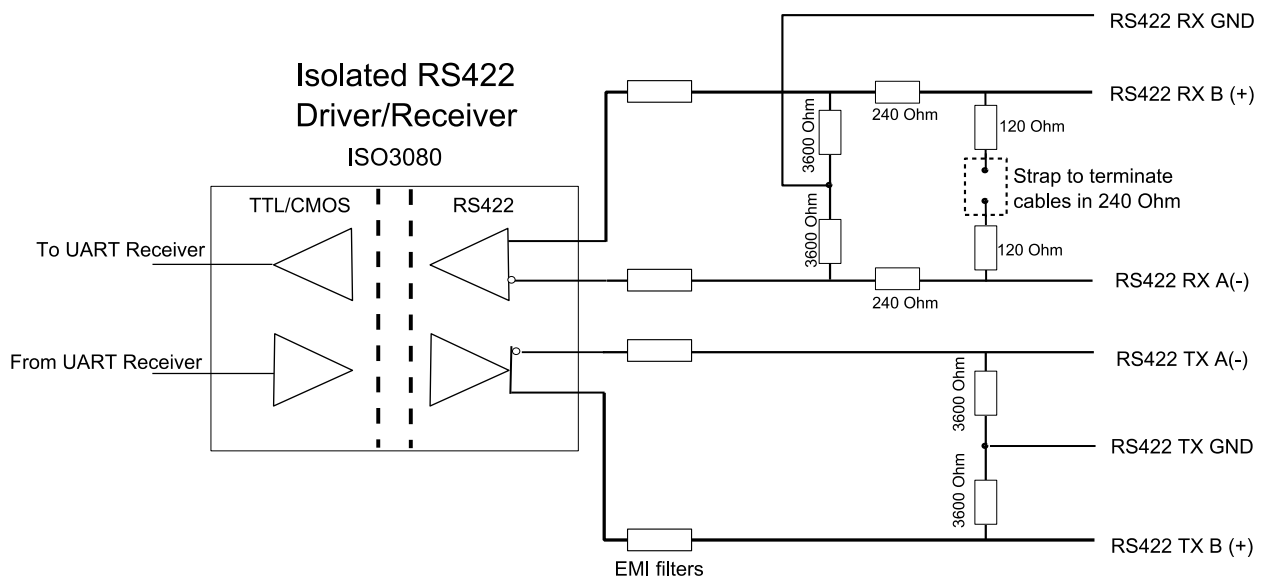 RS422 RX GND
Isolated RS422
Driver/Receiver
ISO3080
RS422 RX B (+)
240 Ohm
3600 Ohm
120 Ohm
Strap to terminate
cables in 240 Ohm
TTL/CMOS
RS422
To UART Receiver
3600 Ohm
120 Ohm
RS422 RX A(-)
240 Ohm
From UART Receiver
RS422 TX A(-)
3600 Ohm
RS422 TX GND
3600 Ohm
RS422 TX B (+)
EMI filters